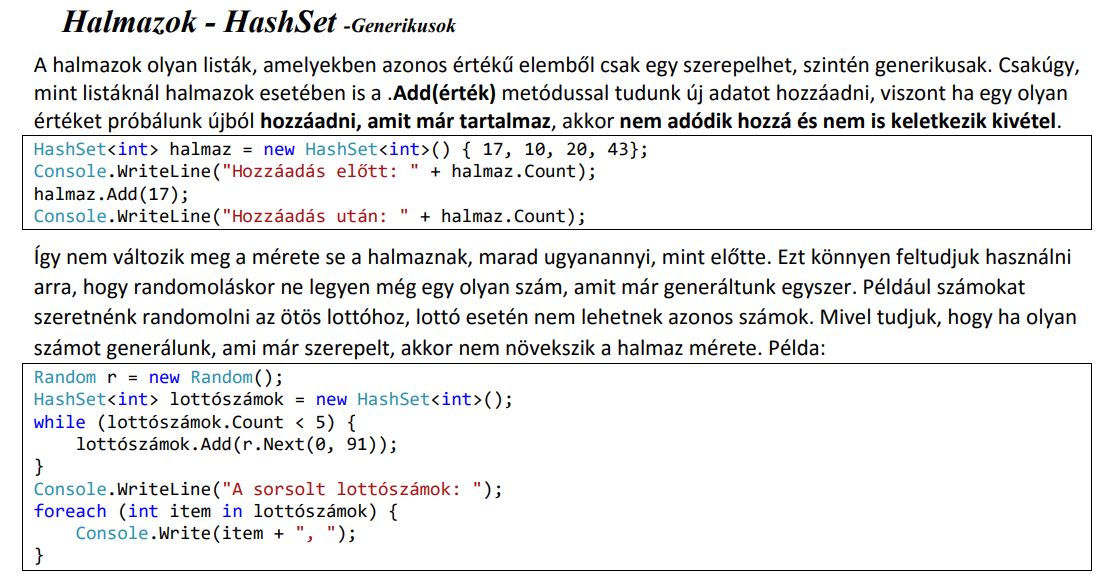 Halmazok - HashSet -Generikusok
A halmazok olyan listák, amelyekben azonos értékű elemből csak egy szerepelhet, szintén generikusak. Csakúgy,
mint listáknál halmazok esetében is a .Add(érték) metódussal tudunk új adatot hozzáadni, viszont ha egy olyan
értéket próbálunk újból hozzáadni, amit már tartalmaz, akkor nem adódik hozzá és nem is keletkezik kivétel.
HashSet<int> halmaz = new HashSet<int>() { 17, 10, 20, 43};
Console.WriteLine("Hozzáadás előtt: " + halmaz.Count);
halmaz.Add(17);
Console.WriteLine("Hozzáadás után: " + halmaz.Count);
Így nem változik meg a mérete se a halmaznak, marad ugyanannyi, mint előtte. Ezt könnyen feltudjuk használni
arra, hogy randomoláskor ne legyen még egy olyan szám, amit már generáltunk egyszer. Például számokat
szeretnénk randomolni az ötös lottóhoz, lottó esetén nem lehetnek azonos számok. Mivel tudjuk, hogy ha olyan
számot generálunk, ami már szerepelt, akkor nem növekszik a halmaz mérete. Példa:
Random r = new Random();
HashSet<int> lottószámok = new HashSet<int>();
while (lottószámok.Count < 5) {
    lottószámok.Add(r.Next(0, 91));
}
Console.WriteLine("A sorsolt lottószámok: ");
foreach (int item in lottószámok) {
    Console.Write(item + ", ");
}